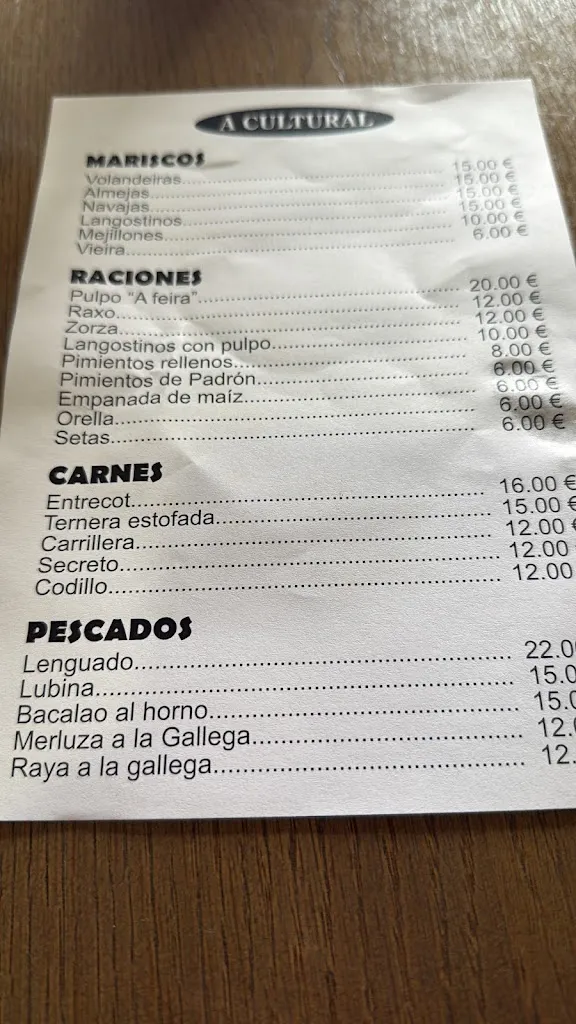 A CULTURAL
MARISCOS
Volandeiras 15.00 €
Almejas 15.00 €
Navajas 15.00 €
Langostinos 15.00 €
Mejillones 10.00 €
Vieira 6.00 €
RACIONES
Pulpo "A feira" 20.00 €
Raxo 12.00 €
Zorza 12.00 €
Langostinos con pulpo 10.00 €
Pimientos rellenos 8.00 €
Pimientos de Padrón 6.00 €
Empanada de maíz 6.00 €
Orella 6.00 €
Setas 6.00 €
CARNES
Entrecot 16.00 €
Ternera estofada 15.00 €
Carrillera 12.00 €
Secreto 12.00
Codillo 12.00
PESCADOS
Lenguado 22.0
Lubina 15.0
Bacalao al horno 15.0
Merluza a la Gallega 12.
Raya a la gallega 12.